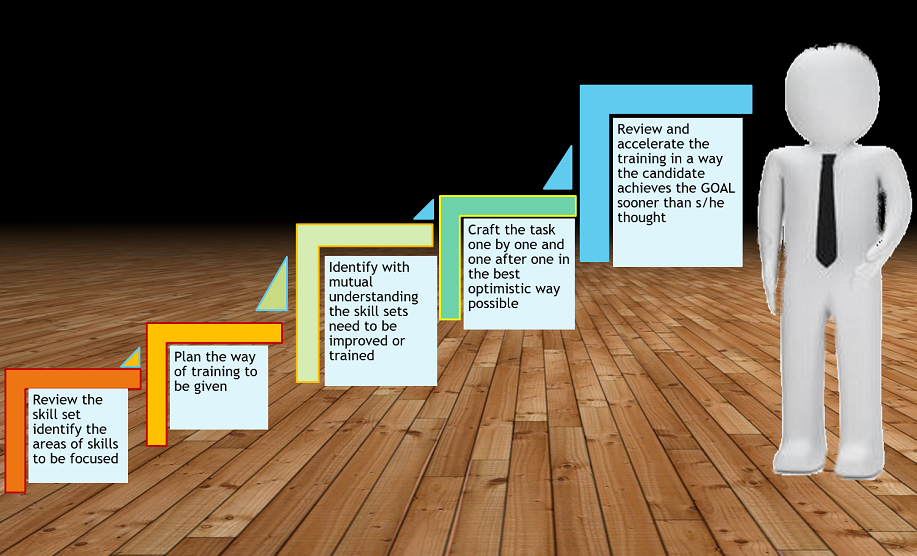 Review the
skill set
identify the
areas of skills
to be focused
Plan the way
of training to
be given
Identify with
mutual
understanding
the skill sets
need to be
improved or
trained
Craft the task
one by one and
one after one in
the best
optimistic way
possible
Review and
accelerate the
training in a way
the candidate
achieves the GOAL
sooner than s/he
thought